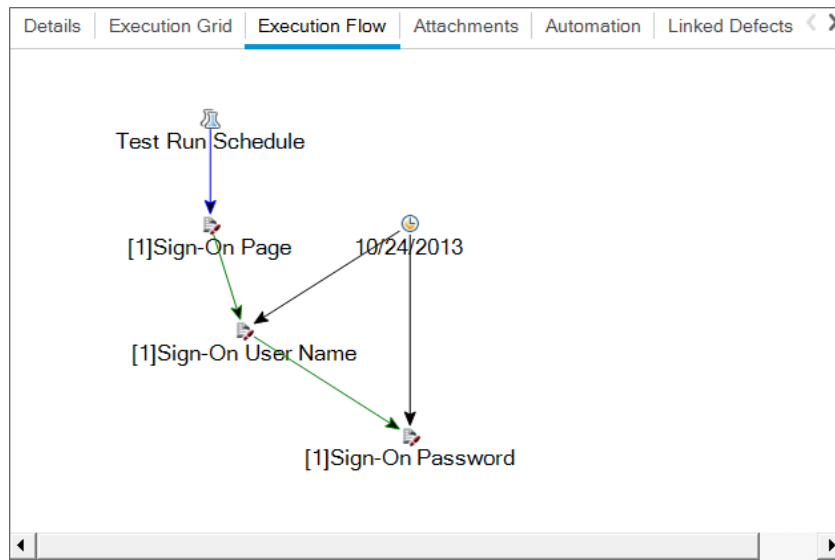 Details Execution Grid Execution Flow Attachments Automation Linked Defects
Test Run Schedule
[1]Sign-On Page
10/24/2013
[1]Sign-On User Name
[1]Sign-On Password